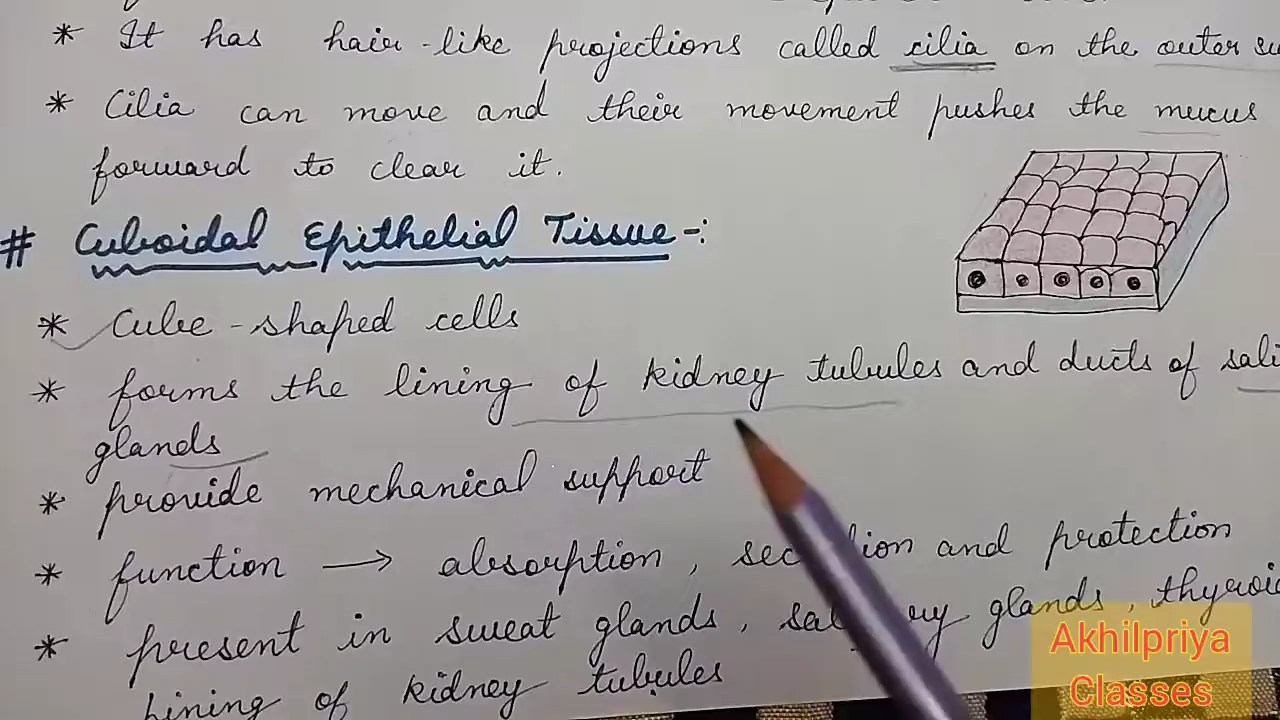 * It has hair-like projections called cilia on the outer
* Cilia can move and their movement pushes the mucus
forward to clear it.
# Cuboidal Epithelial Tissue -:
* Cube-shaped cells
* forms the lining of kidney tubules and ducts of
glands
* provide mechanical support
* function → absorption, and protection
* present in sweat glands, glands,
lining of kidney tubules
Akhilpriya
Classes